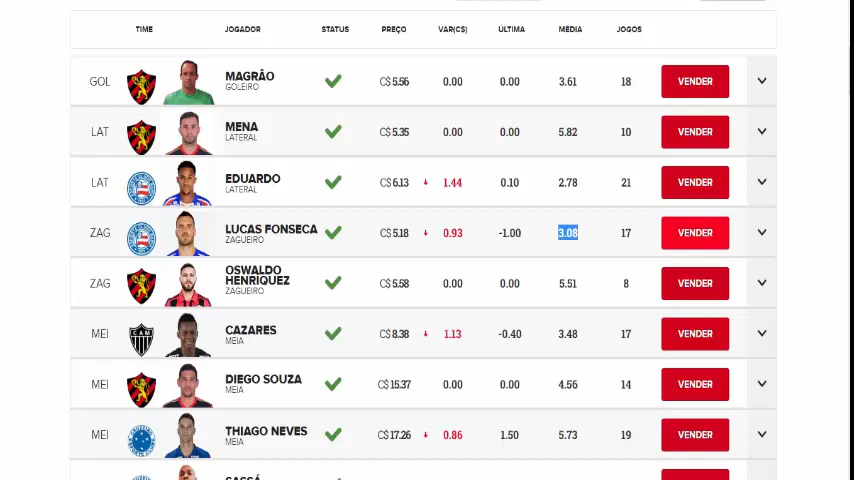 TIME JOGADOR STATUS PREÇO VAR(C$) ÚLTIMA MÉDIA JOGOS
GOL MAGRÃO C$ 5.56 0.00 0.00 3.61 18 VENDER
GOLEIRO
LAT MENA C$ 5.35 0.00 0.00 5.82 10 VENDER
LATERAL
LAT EDUARDO C$ 6.13 1.44 0.10 2.78 21 VENDER
LATERAL
ZAG LUCAS FONSECA C$ 5.18 0.93 -1.00 3.08 17 VENDER
ZAGUEIRO
ZAG OSWALDO HENRIQUEZ C$ 5.58 0.00 0.00 5.51 8 VENDER
ZAGUEIRO
MEI CAZARES C$ 8.38 1.13 -0.40 3.48 17 VENDER
MEIA
MEI DIEGO SOUZA C$ 15.37 0.00 0.00 4.56 14 VENDER
MEIA
MEI THIAGO NEVES C$ 17.26 0.86 1.50 5.73 19 VENDER
MEIA
SASSÁ